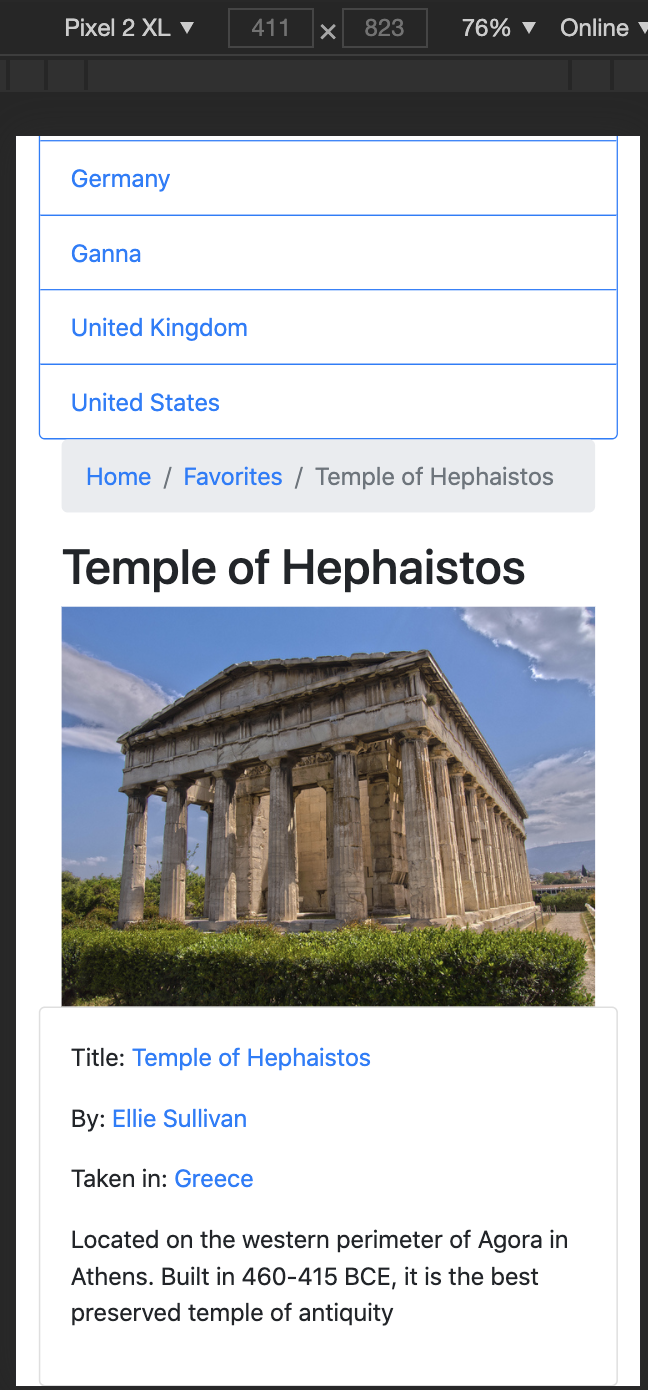 Pixel 2 XL ▼ 411 × 823 76% ▼ Online ▼
Germany
Ganna
United Kingdom
United States
Home / Favorites / Temple of Hephaistos
Temple of Hephaistos
Title: Temple of Hephaistos
By: Ellie Sullivan
Taken in: Greece
Located on the western perimeter of Agora in
Athens. Built in 460-415 BCE, it is the best
preserved temple of antiquity